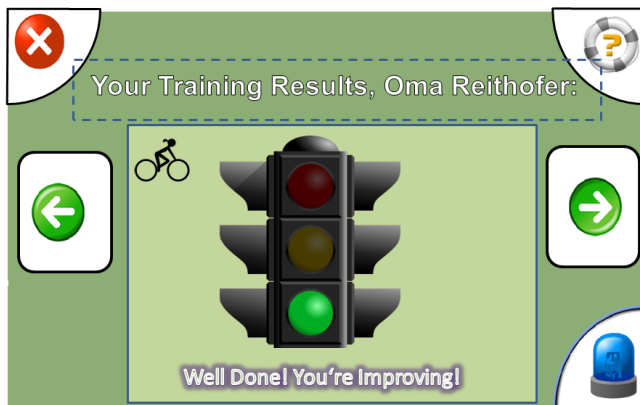 ?
Your Training Results, Oma Reithofer:
Well Done! You‘re Improving!